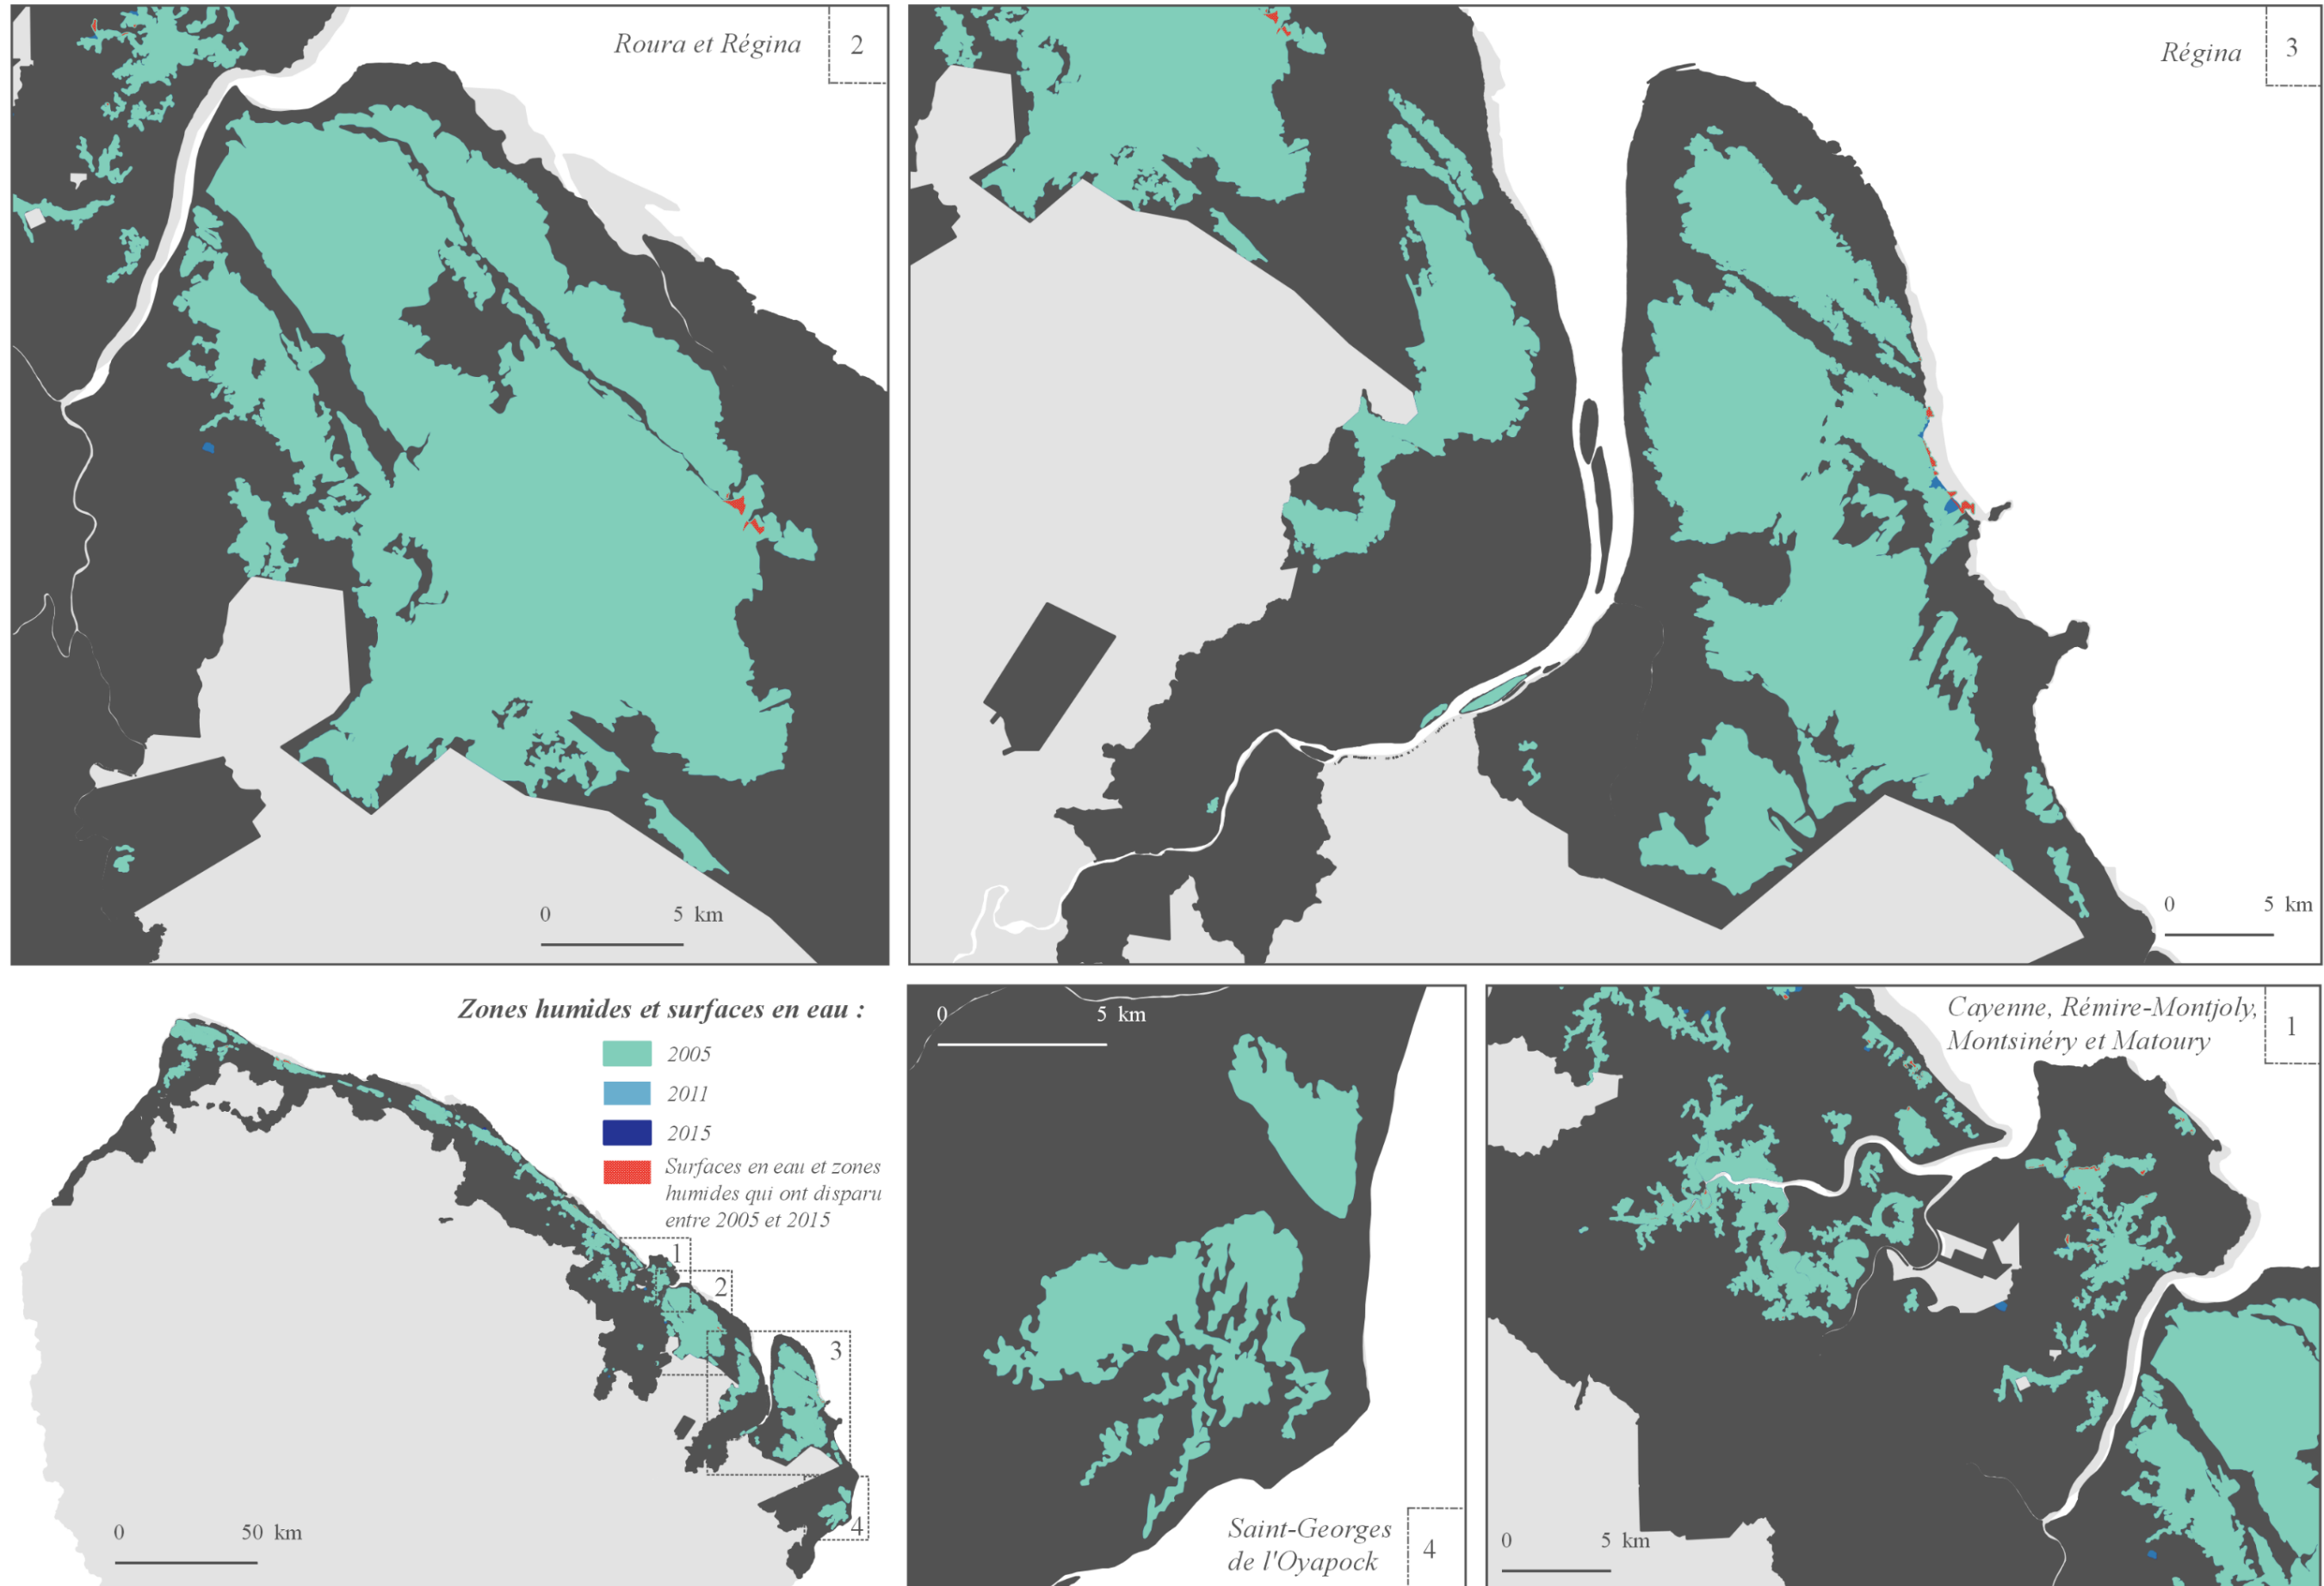 Roura et Régina
2
0 5 km
Régina
3
0 5 km
Zones humides et surfaces en eau :
2005
2011
2015
Surfaces en eau et zones
humides qui ont disparu
entre 2005 et 2015
1
2
3
4
0 50 km
0 5 km
Saint-Georges
de l'Oyapock
4
Cayenne, Rémire-Montjoly,
Montsinéry et Matoury
1
0 5 km